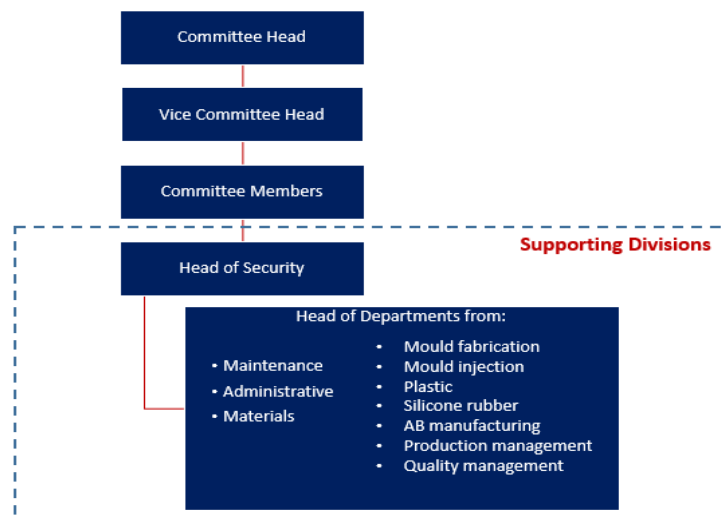 Committee Head
Vice Committee Head
Committee Members
Supporting Divisions
Head of Security
Head of Departments from:
• Maintenance
• Administrative
• Materials
• Mould fabrication
• Mould injection
• Plastic
• Silicone rubber
• AB manufacturing
• Production management
• Quality management